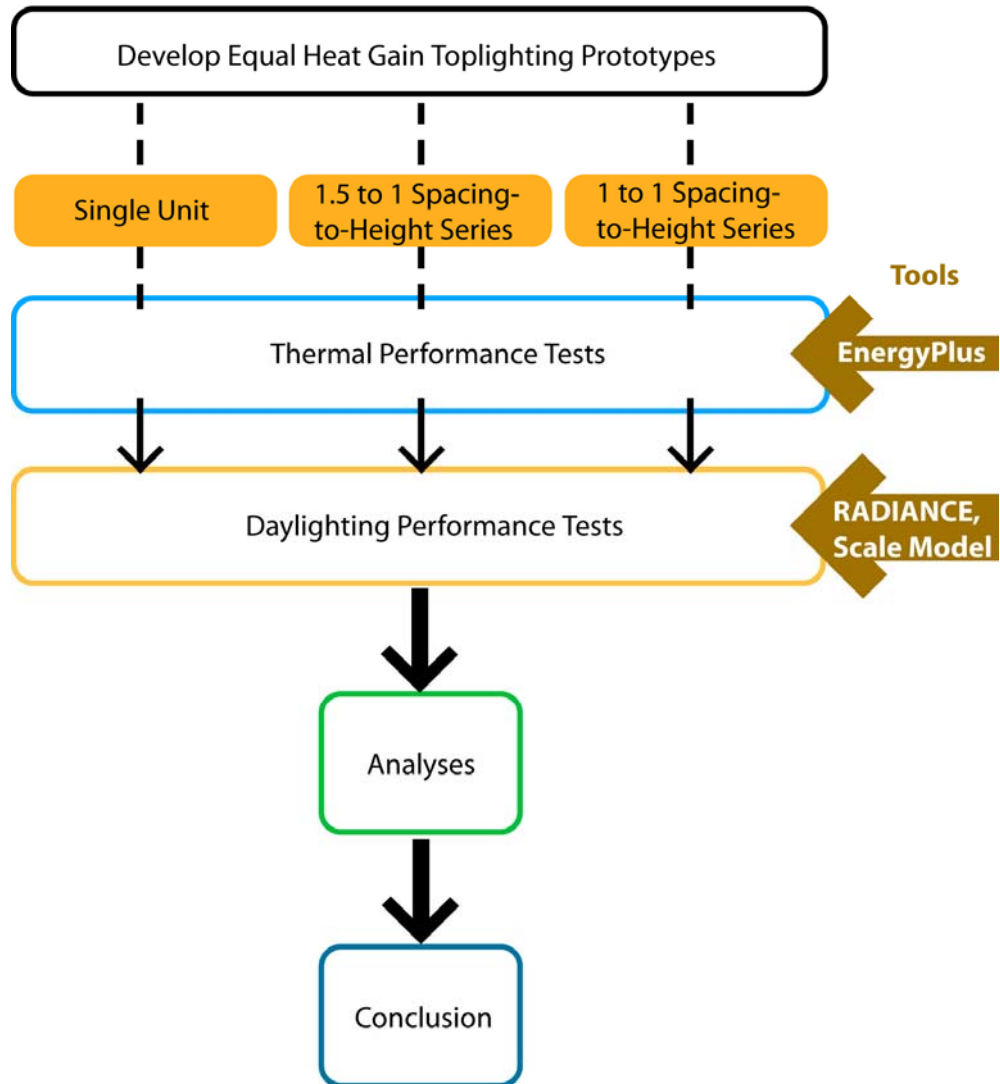 Develop Equal Heat Gain Toplighting Prototypes
Single Unit
1.5 to 1 Spacing-
to-Height Series
1 to 1 Spacing-
to-Height Series
Tools
Thermal Performance Tests
EnergyPlus
Daylighting Performance Tests
RADIANCE,
Scale Model
Analyses
Conclusion